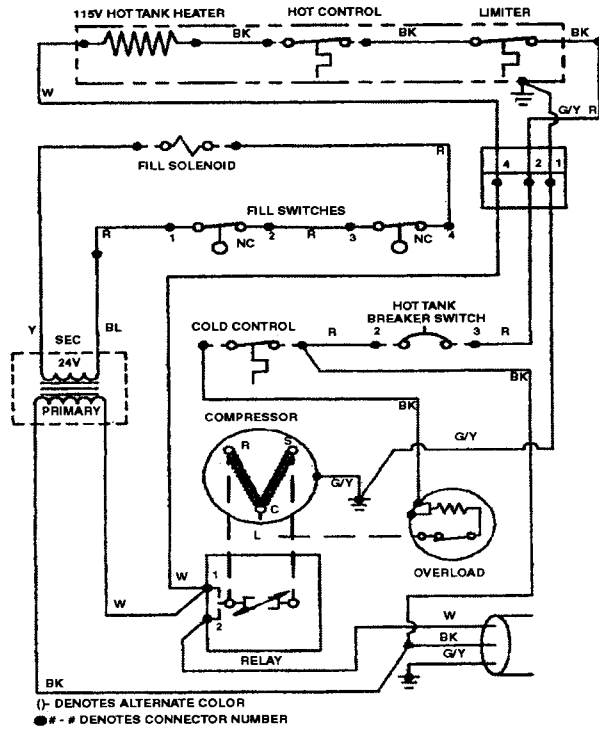 115V HOT TANK HEATER
HOT CONTROL
LIMITER
BK
BK
BK
W
G/Y R
FILL SOLENOID
R
4 2 1
FILL SWITCHES
R
1
NC
2
R
3
NC
4
HOT TANK
BREAKER SWITCH
COLD CONTROL
R
2
3
R
Y
SEC
BL
24V
PRIMARY
BK
BK
COMPRESSOR
R
S
G/Y
G/Y
C
L
OVERLOAD
W
1
W
2
W
BK
G/Y
RELAY
BK
()- DENOTES ALTERNATE COLOR
# - # DENOTES CONNECTOR NUMBER